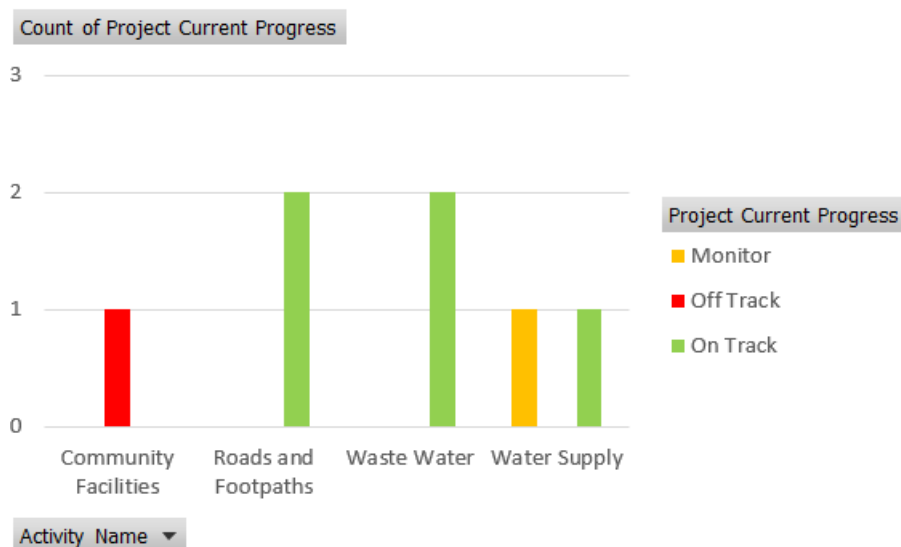 Count of Project Current Progress
3
2
1
0
Community
Facilities
Roads and
Footpaths
Waste Water
Water Supply
Project Current Progress
Monitor
Off Track
On Track
Activity Name